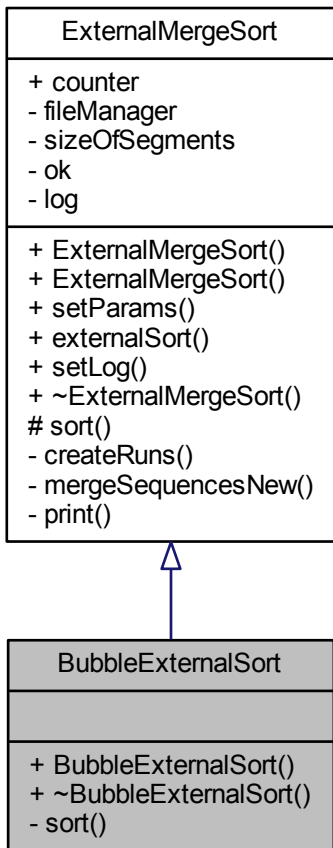 ExternalMergeSort
+ counter
- fileManager
- sizeOfSegments
- ok
- log
+ ExternalMergeSort()
+ ExternalMergeSort()
+ setParams()
+ externalSort()
+ setLog()
+ ~ExternalMergeSort()
# sort()
- createRuns()
- mergeSequencesNew()
- print()
BubbleExternalSort
+ BubbleExternalSort()
+ ~BubbleExternalSort()
- sort()